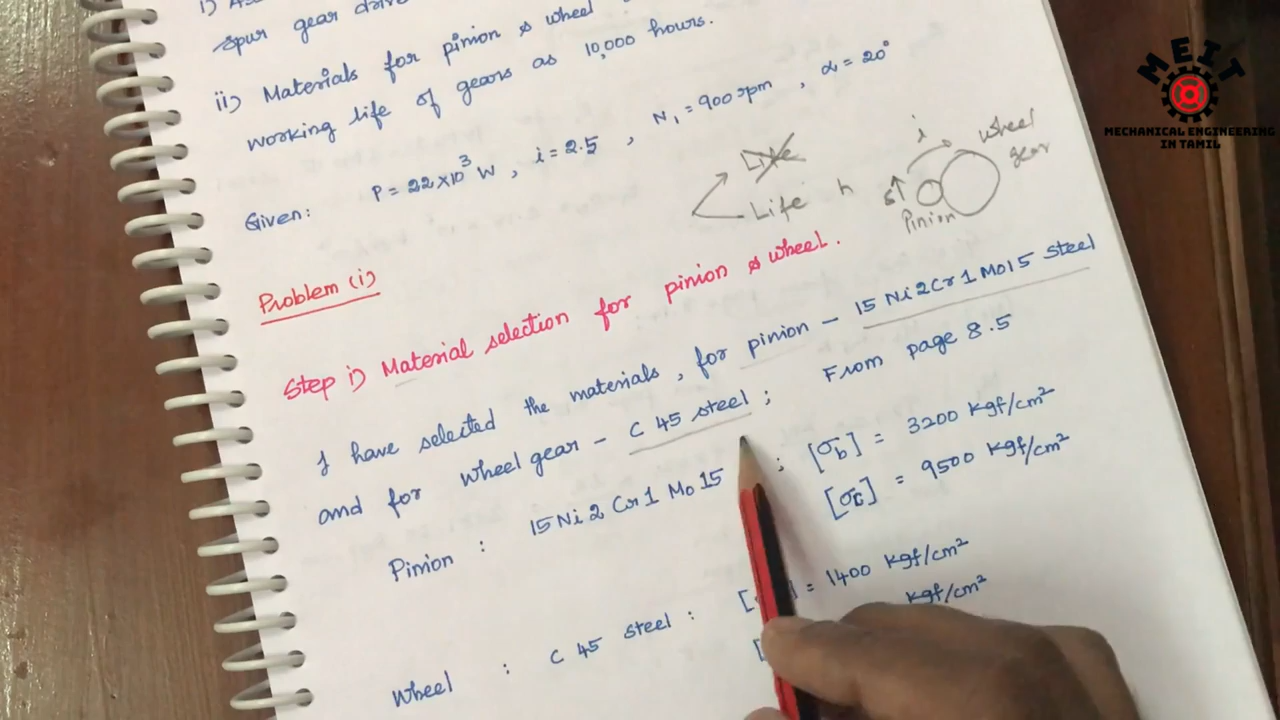 i)
spur gear drive
ii) Materials for pinion & wheel
working life of gears as 10,000 hours.
Given: P = 22×10³ W, i = 2.5, N₁ = 900 rpm, α = 20°
Life
Life h
i
wheel
gear
Pinion
Problem (i)
Step i) Material selection for pinion & wheel.
I have selected the materials, for pinion – 15 Ni 2 Cr 1 Mo 15 Steel
and for wheel gear – C 45 steel; From page 8.5
Pinion : 15 Ni 2 Cr 1 Mo 15 ; [σb] = 3200 kgf/cm²
[σc] = 9500 kgf/cm²
Wheel : C 45 steel : [ ] = 1400 kgf/cm²
[ kgf/cm²
MEIT
MECHANICAL ENGINEERING
IN TAMIL